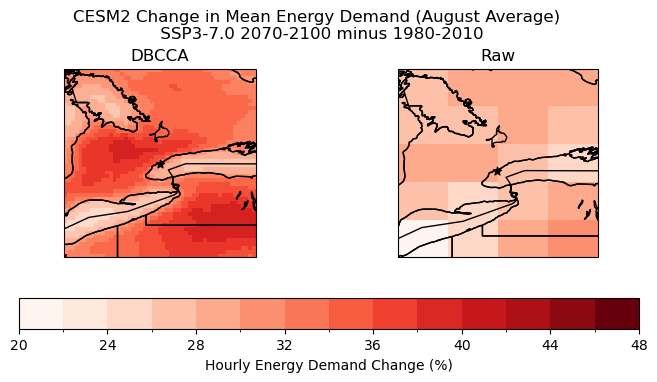 CESM2 Change in Mean Energy Demand (August Average)
SSP3-7.0 2070-2100 minus 1980-2010
DBCCA
Raw
20 24 28 32 36 40 44 48
Hourly Energy Demand Change (%)